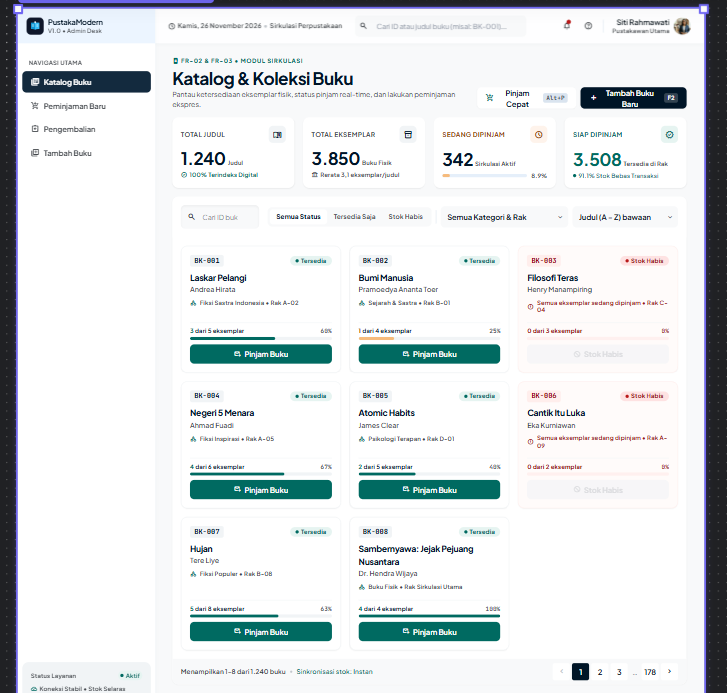 PustakaModern
V1.0 • Admin Desk
Kamis, 26 November 2026 – Sirkulasi Perpustakaan
Cari ID atau judul buku (misal: BK-001)...
Siti Rahmawati
Pustakawan Utama
NAVIGASI UTAMA
Katalog Buku
Peminjaman Baru
Pengembalian
Tambah Buku
FR-02 & FR-03 • MODUL SIRKULASI
Katalog & Koleksi Buku
Pantau ketersediaan eksemplar fisik, status pinjam real-time, dan lakukan peminjaman
ekspres.
Pinjam
Cepat
Alt+P
Tambah Buku
Baru
F2
TOTAL JUDUL
1.240 Judul
100% Terindeks Digital
TOTAL EKSEMPLAR
3.850 Buku Fisik
Rerata 3,1 eksemplar/judul
SEDANG DIPINJAM
342 Sirkulasi Aktif
8.9%
SIAP DIPINJAM
3.508 Tersedia di Rak
91.1% Stok Bebas Transaksi
Cari ID buk
Semua Status
Tersedia Saja
Stok Habis
Semua Kategori & Rak
Judul (A - Z) bawaan
BK-001
Tersedia
Laskar Pelangi
Andrea Hirata
Fiksi Sastra Indonesia • Rak A-02
3 dari 5 eksemplar
60%
Pinjam Buku
BK-002
Tersedia
Bumi Manusia
Pramoedya Ananta Toer
Sejarah & Sastra • Rak B-01
1 dari 4 eksemplar
25%
Pinjam Buku
BK-003
Stok Habis
Filosofi Teras
Henry Manampiring
Semua eksemplar sedang dipinjam • Rak C-
04
0 dari 3 eksemplar
0%
Stok Habis
BK-004
Tersedia
Negeri 5 Menara
Ahmad Fuadi
Fiksi Inspirasi • Rak A-05
4 dari 6 eksemplar
67%
Pinjam Buku
BK-005
Tersedia
Atomic Habits
James Clear
Psikologi Terapan • Rak D-01
2 dari 5 eksemplar
40%
Pinjam Buku
BK-006
Stok Habis
Cantik Itu Luka
Eka Kurniawan
Semua eksemplar sedang dipinjam • Rak A-
09
0 dari 2 eksemplar
0%
Stok Habis
BK-007
Tersedia
Hujan
Tere Liye
Fiksi Populer • Rak B-08
5 dari 8 eksemplar
63%
Pinjam Buku
BK-008
Tersedia
Sambernyawa: Jejak Pejuang
Nusantara
Dr. Hendra Wijaya
Buku Fisik • Rak Sirkulasi Utama
4 dari 4 eksemplar
100%
Pinjam Buku
Menampilkan 1-8 dari 1.240 buku • Sinkronisasi stok: Instan
1 2 3 ... 178
Status Layanan
Aktif
Koneksi Stabil • Stok Selaras